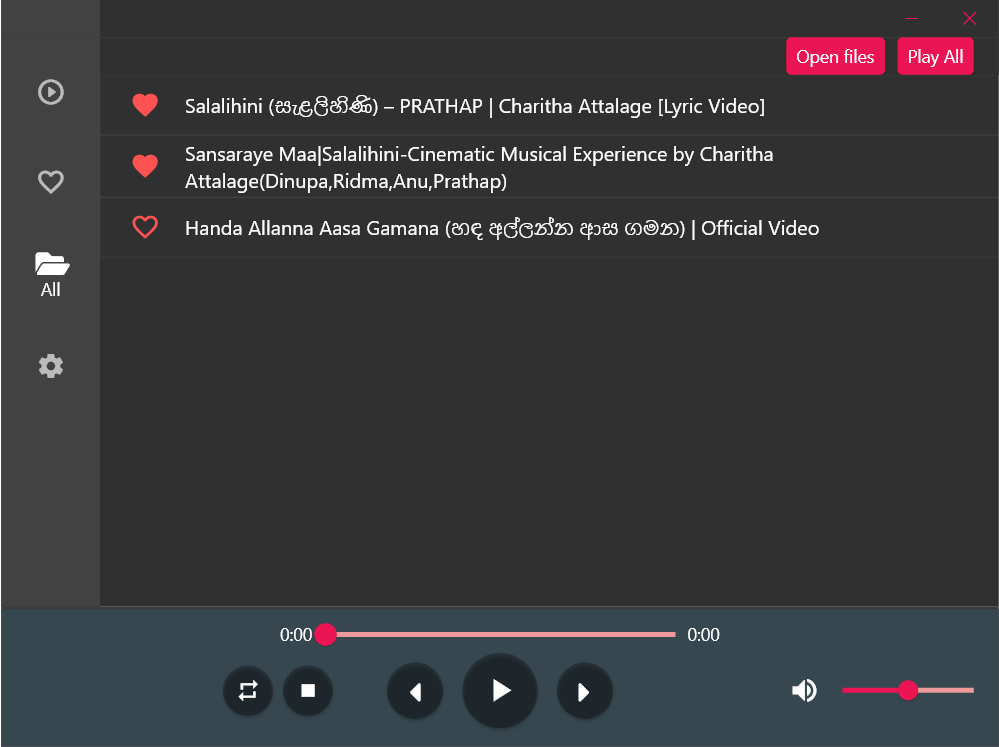 Open files
Play All
Salalihini (සැළලිහිණි) – PRATHAP | Charitha Attalage [Lyric Video]
Sansaraye Maa|Salalihini-Cinematic Musical Experience by Charitha
Attalage(Dinupa,Ridma,Anu,Prathap)
Handa Allanna Aasa Gamana (හඳ අල්ලන්න ආස ගමන) | Official Video
All
0:00
0:00